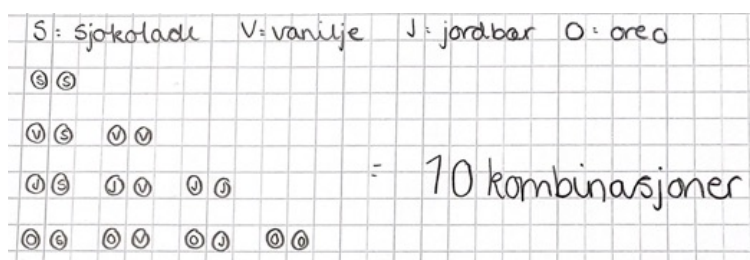 S: Sjokolade V: vanilje J: jordbær O: oreo
S S
V S V V
J S J V J J
= 10 kombinasjoner
O S O V O J O O